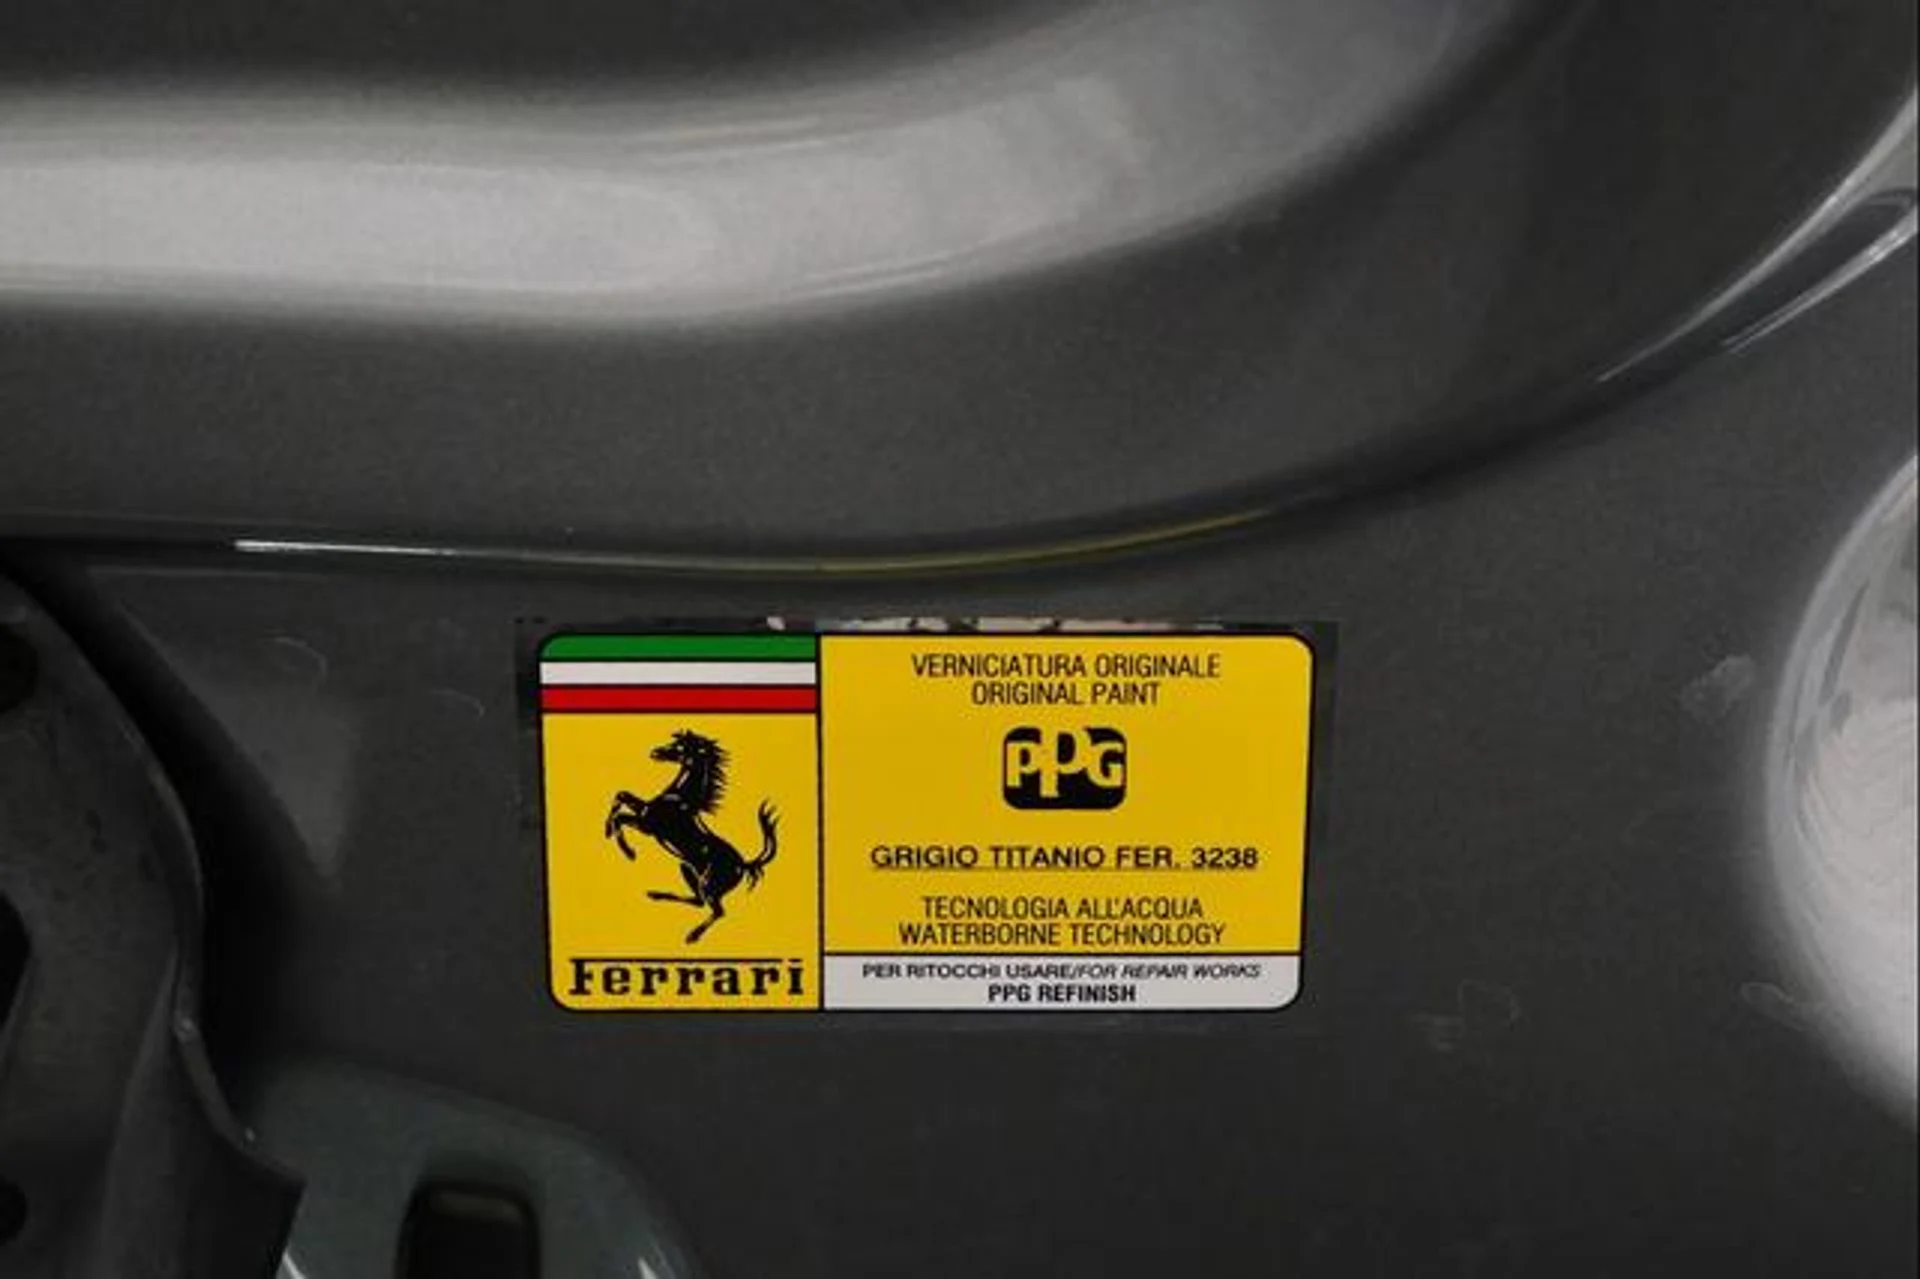 VERNICIATURA ORIGINALE
ORIGINAL PAINT
PPG
GRIGIO TITANIO FER. 3238
TECNOLOGIA ALL'ACQUA
WATERBORNE TECHNOLOGY
Ferrari
PER RITOCCHI USARE/FOR REPAIR WORKS
PPG REFINISH